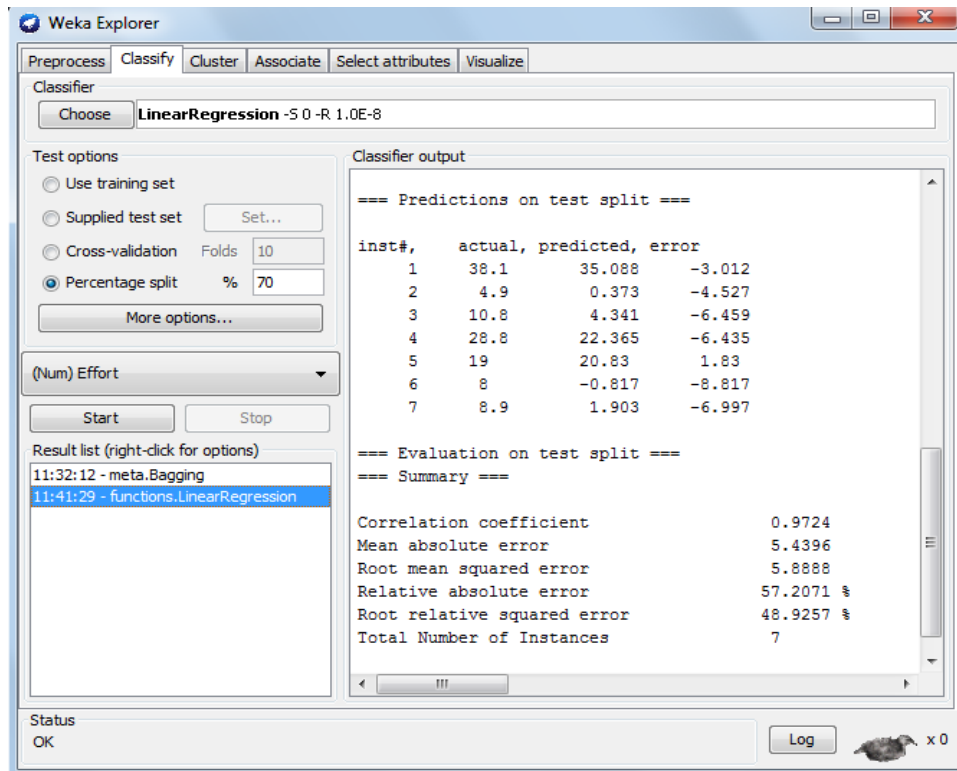 Weka Explorer
Preprocess Classify Cluster Associate Select attributes Visualize
Classifier
Choose LinearRegression -S 0 -R 1.0E-8
Test options
Use training set
Supplied test set Set...
Cross-validation Folds 10
Percentage split % 70
More options...
(Num) Effort
Start Stop
Result list (right-click for options)
11:32:12 - meta.Bagging
11:41:29 - functions.LinearRegression
Classifier output
=== Predictions on test split ===
inst#, actual, predicted, error
1 38.1 35.088 -3.012
2 4.9 0.373 -4.527
3 10.8 4.341 -6.459
4 28.8 22.365 -6.435
5 19 20.83 1.83
6 8 -0.817 -8.817
7 8.9 1.903 -6.997
=== Evaluation on test split ===
=== Summary ===
Correlation coefficient 0.9724
Mean absolute error 5.4396
Root mean squared error 5.8888
Relative absolute error 57.2071 %
Root relative squared error 48.9257 %
Total Number of Instances 7
Status
OK
Log x 0